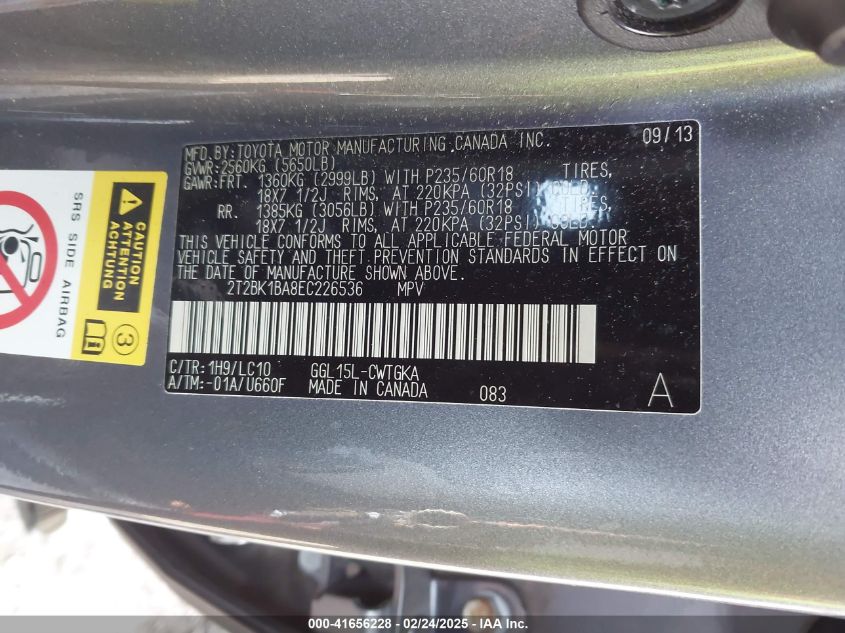 MFD. BY:TOYOTA MOTOR MANUFACTURING CANADA INC. 09/13
GVWR:2560KG (5650LB)
GAWR:FRT. 1360KG (2999LB) WITH P235/60R18 TIRES,
18X7 1/2J RIMS, AT 220KPA (32PSI) COLD.
RR. 1385KG (3056LB) WITH P235/60R18 TIRES,
18X7 1/2J RIMS, AT 220KPA (32PSI) COLD.
THIS VEHICLE CONFORMS TO ALL APPLICABLE FEDERAL MOTOR
VEHICLE SAFETY AND THEFT PREVENTION STANDARDS IN EFFECT ON
THE DATE OF MANUFACTURE SHOWN ABOVE.
2T2BK1BA8EC226536 MPV
C/TR: 1H9/LC10 GGL15L-CWTGKA
A/TM:-01A/U660F MADE IN CANADA 083 A
CAUTION
ATTENTION
ACHTUNG
SRS SIDE AIRBAG
3
000-41656228 - 02/24/2025 - IAA Inc.